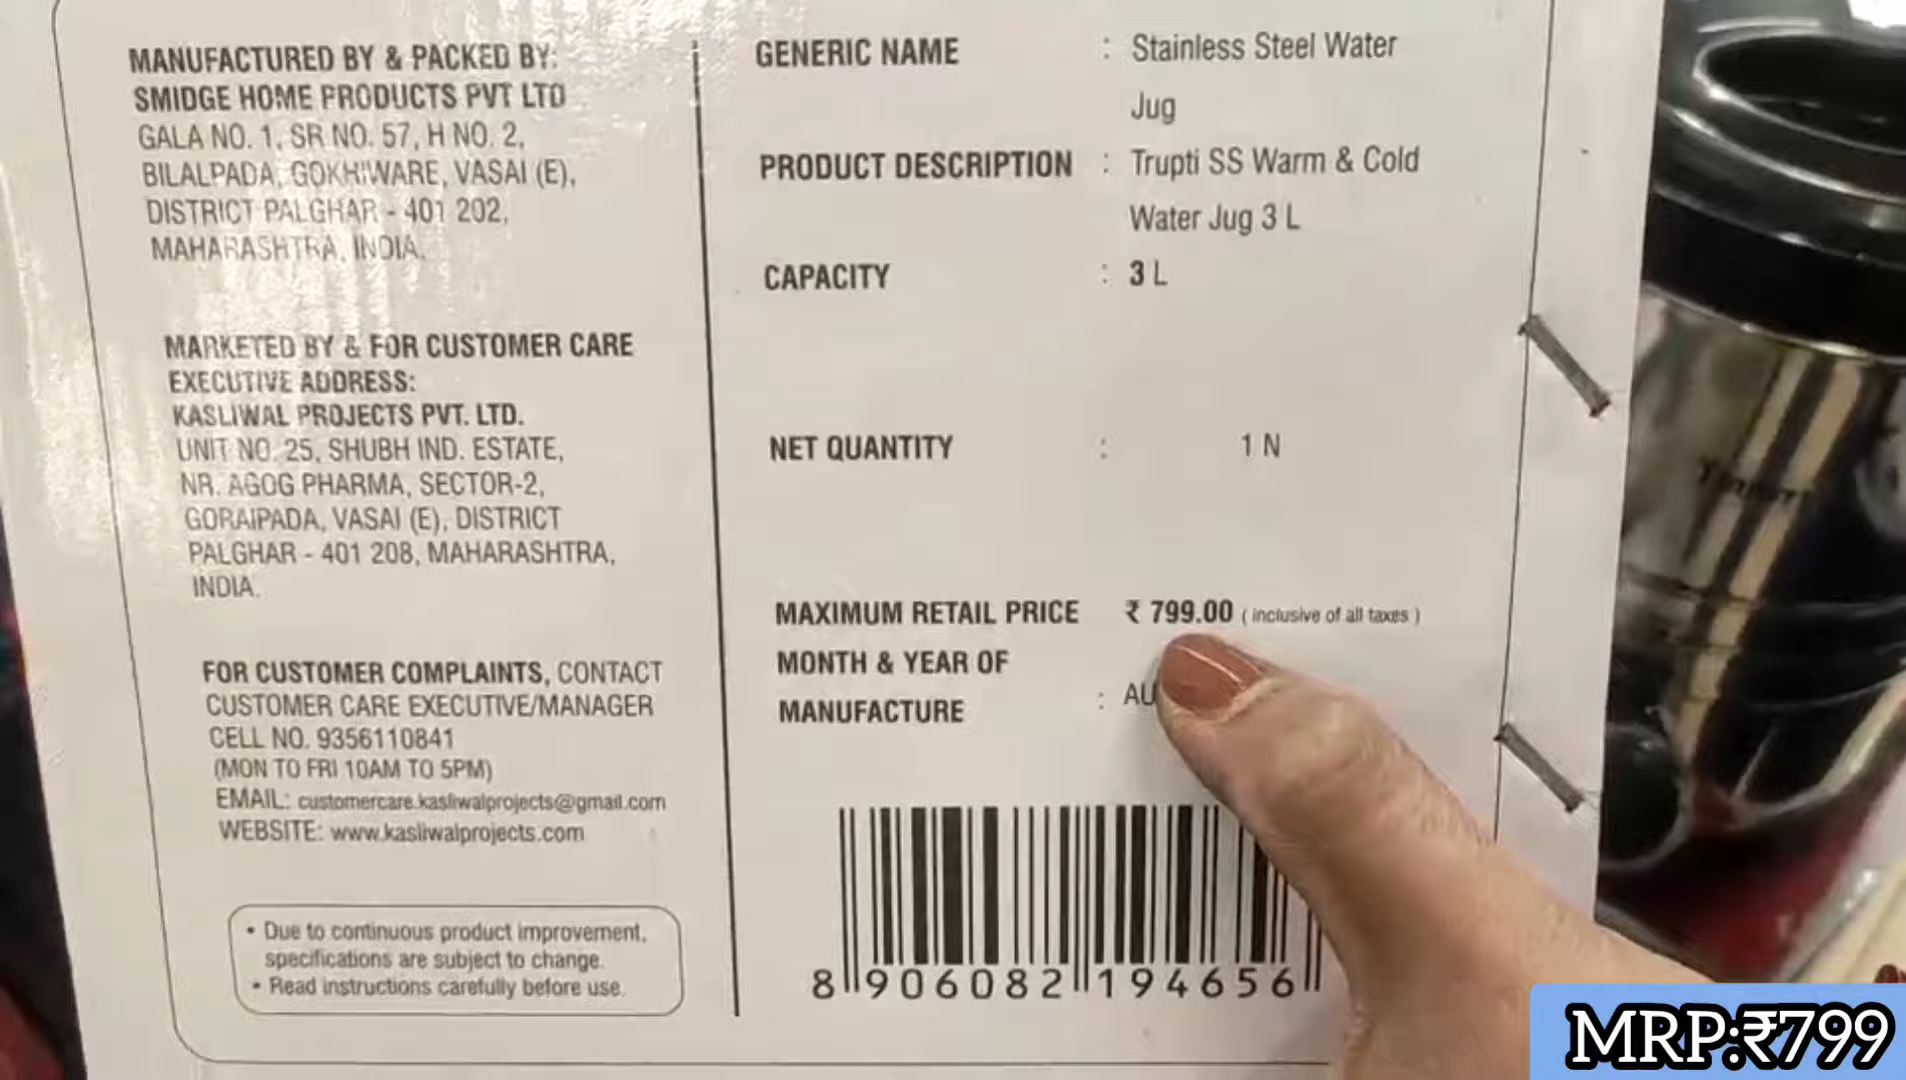 MANUFACTURED BY & PACKED BY:
SMIDGE HOME PRODUCTS PVT LTD
GALA NO. 1, SR NO. 57, H NO. 2,
BILALPADA, GOKHIWARE, VASAI (E),
DISTRICT PALGHAR - 401 202,
MAHARASHTRA, INDIA.
MARKETED BY & FOR CUSTOMER CARE
EXECUTIVE ADDRESS:
KASLIWAL PROJECTS PVT. LTD.
UNIT NO. 25, SHUBH IND. ESTATE,
NR. AGOG PHARMA, SECTOR-2,
GORAIPADA, VASAI (E), DISTRICT
PALGHAR - 401 208, MAHARASHTRA,
INDIA.
FOR CUSTOMER COMPLAINTS, CONTACT
CUSTOMER CARE EXECUTIVE/MANAGER
CELL NO. 9356110841
(MON TO FRI 10AM TO 5PM)
EMAIL: customercare.kasliwalprojects@gmail.com
WEBSITE: www.kasliwalprojects.com
• Due to continuous product improvement,
specifications are subject to change.
• Read instructions carefully before use.
GENERIC NAME : Stainless Steel Water
Jug
PRODUCT DESCRIPTION : Trupti SS Warm & Cold
Water Jug 3 L
CAPACITY : 3 L
NET QUANTITY : 1 N
MAXIMUM RETAIL PRICE ₹ 799.00 ( inclusive of all taxes )
MONTH & YEAR OF
MANUFACTURE :
8 906082 194656
MRP:₹799